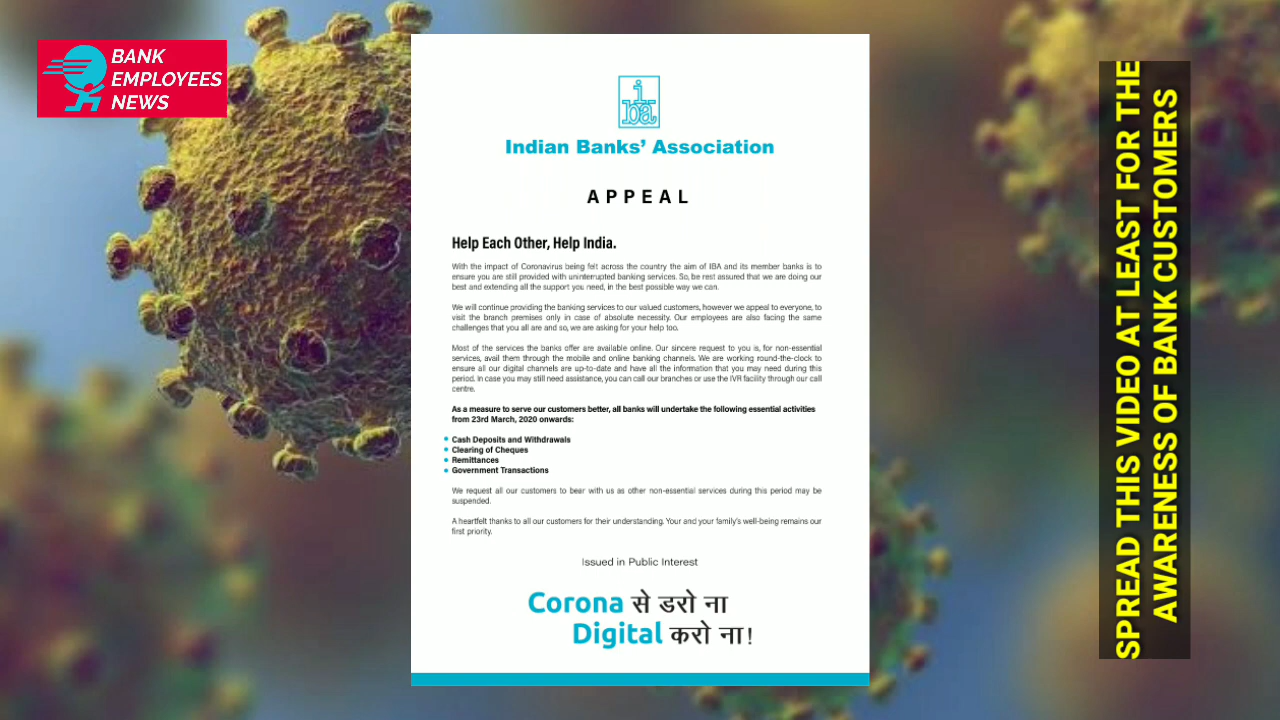 BANK
EMPLOYEES
NEWS
iba
Indian Banks' Association
APPEAL
Help Each Other, Help India.
With the impact of Coronavirus being felt across the country the aim of IBA and its member banks is to
ensure you are still provided with uninterrupted banking services. So, be rest assured that we are doing our
best and extending all the support you need, in the best possible way we can.
We will continue providing the banking services to our valued customers, however we appeal to everyone, to
visit the branch premises only in case of absolute necessity. Our employees are also facing the same
challenges that you all are and so, we are asking for your help too.
Most of the services the banks offer are available online. Our sincere request to you is, for non-essential
services, avail them through the mobile and online banking channels. We are working round-the-clock to
ensure all our digital channels are up-to-date and have all the information that you may need during this
period. In case you may still need assistance, you can call our branches or use the IVR facility through our call
centre.
As a measure to serve our customers better, all banks will undertake the following essential activities
from 23rd March, 2020 onwards:
Cash Deposits and Withdrawals
Clearing of Cheques
Remittances
Government Transactions
We request all our customers to bear with us as other non-essential services during this period may be
suspended.
A heartfelt thanks to all our customers for their understanding. Your and your family's well-being remains our
first priority.
Issued in Public Interest
Corona से डरो ना
Digital करो ना!
SPREAD THIS VIDEO AT LEAST FOR THE
AWARENESS OF BANK CUSTOMERS